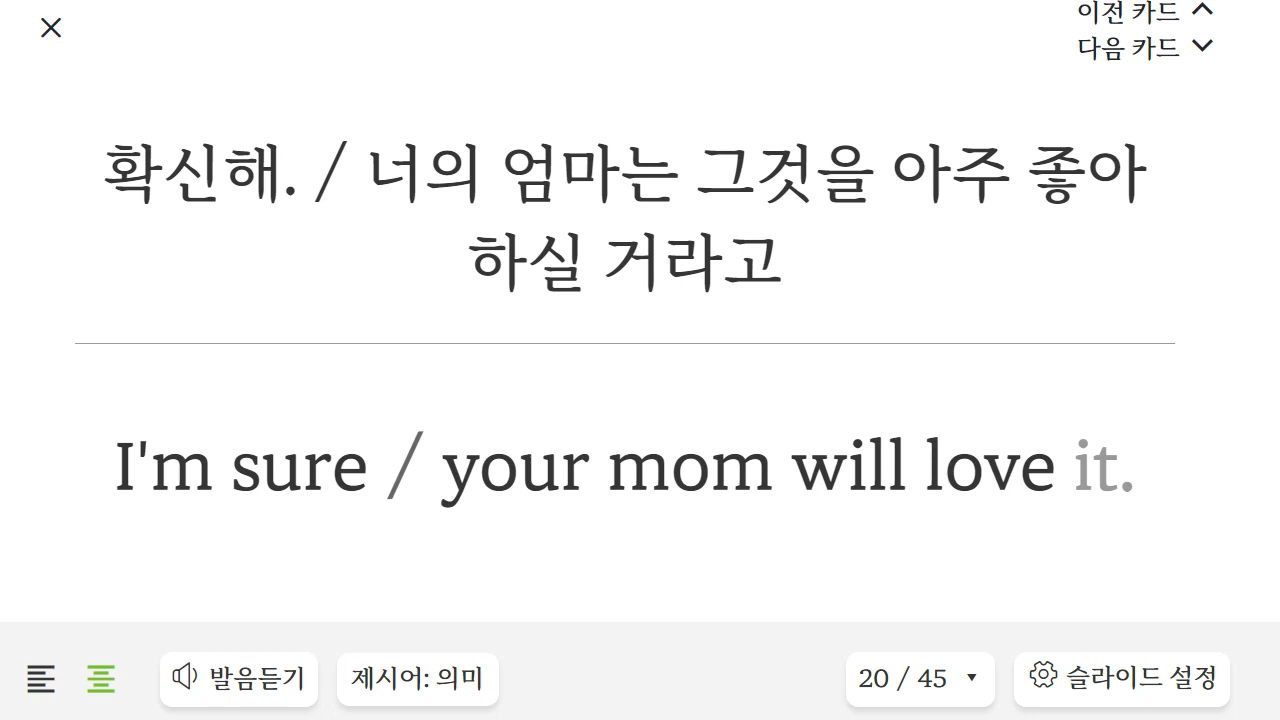 이전 카드
다음 카드
확신해. / 너의 엄마는 그것을 아주 좋아
하실 거라고
I'm sure / your mom will love it.
발음듣기 제시어: 의미 20 / 45 슬라이드 설정